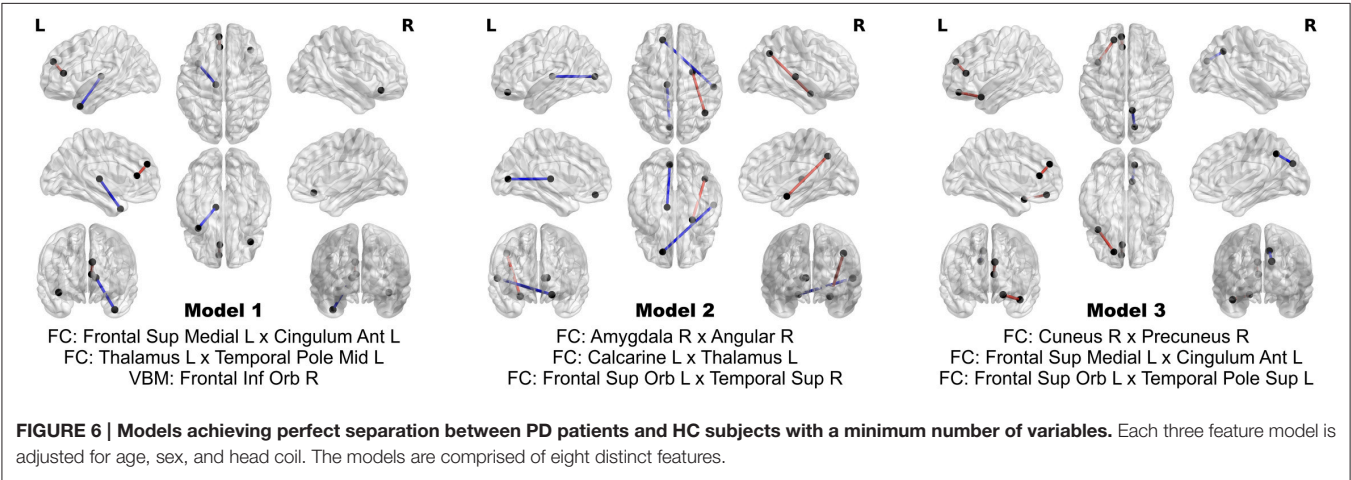 L R L R L R
Model 1
FC: Frontal Sup Medial L x Cingulum Ant L
FC: Thalamus L x Temporal Pole Mid L
VBM: Frontal Inf Orb R
Model 2
FC: Amygdala R x Angular R
FC: Calcarine L x Thalamus L
FC: Frontal Sup Orb L x Temporal Sup R
Model 3
FC: Cuneus R x Precuneus R
FC: Frontal Sup Medial L x Cingulum Ant L
FC: Frontal Sup Orb L x Temporal Pole Sup L
FIGURE 6 | Models achieving perfect separation between PD patients and HC subjects with a minimum number of variables. Each three feature model is
adjusted for age, sex, and head coil. The models are comprised of eight distinct features.